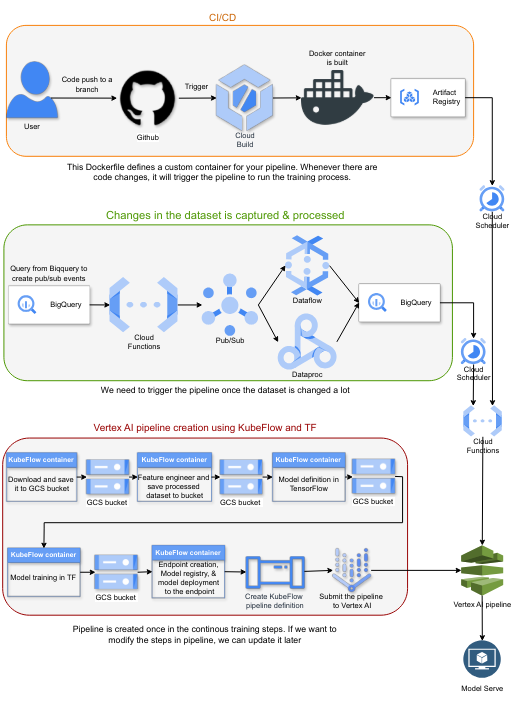 CI/CD
Code push to a
branch
User
Github
Trigger
Cloud
Build
Docker container
is built
Artifact
Registry
This Dockerfile defines a custom container for your pipeline. Whenever there are
code changes, it will trigger the pipeline to run the training process.
Cloud
Scheduler
Changes in the dataset is captured & processed
Query from Bigquery to
create pub/sub events
BigQuery
Cloud
Functions
Pub/Sub
Dataflow
Dataproc
BigQuery
Cloud
Scheduler
We need to trigger the pipeline once the dataset is changed a lot
Cloud
Functions
Vertex AI pipeline creation using KubeFlow and TF
KubeFlow container
Download and save
it to GCS bucket
GCS bucket
KubeFlow container
Feature engineer and
save processed
dataset to bucket
GCS bucket
KubeFlow container
Model definition in
TensorFlow
GCS bucket
KubeFlow container
Model training in TF
GCS bucket
KubeFlow container
Endpoint creation,
Model registry, &
model deployment
to the endpoint
Create KubeFlow
pipeline definition
Submit the pipeline
to Vertex AI
Vertex AI pipeline
Pipeline is created once in the continous training steps. If we want to
modify the steps in pipeline, we can update it later
Model Serve